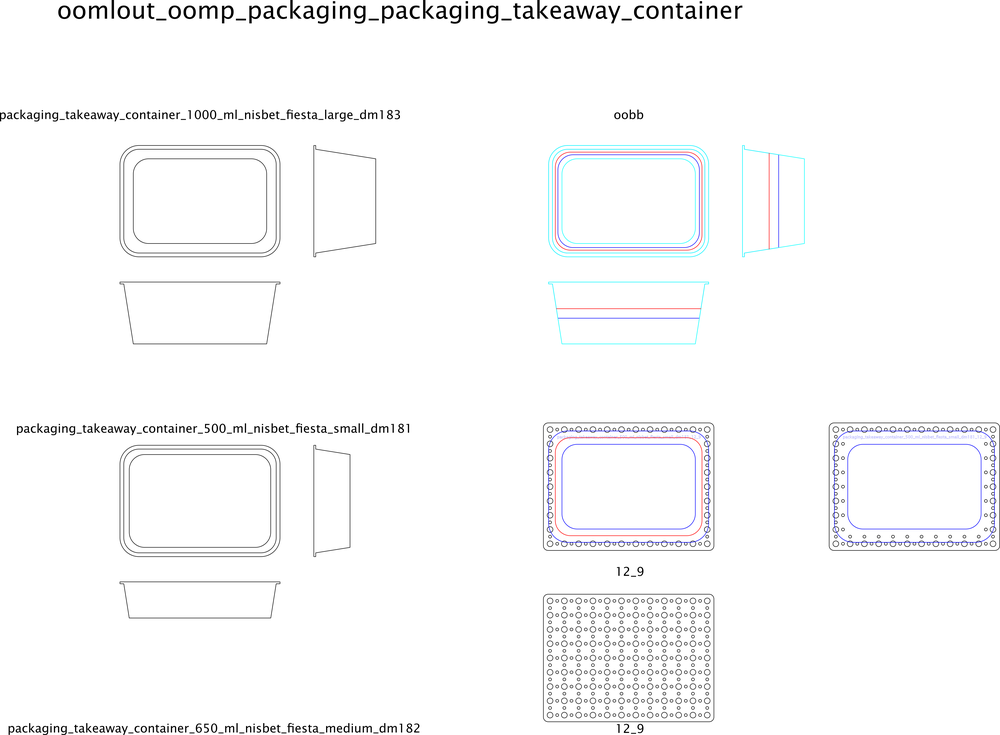 oomlout_oomp_packaging_packaging_takeaway_container
packaging_takeaway_container_1000_ml_nisbet_fiesta_large_dm183
oobb
packaging_takeaway_container_500_ml_nisbet_fiesta_small_dm181
12_9
packaging_takeaway_container_650_ml_nisbet_fiesta_medium_dm182
12_9